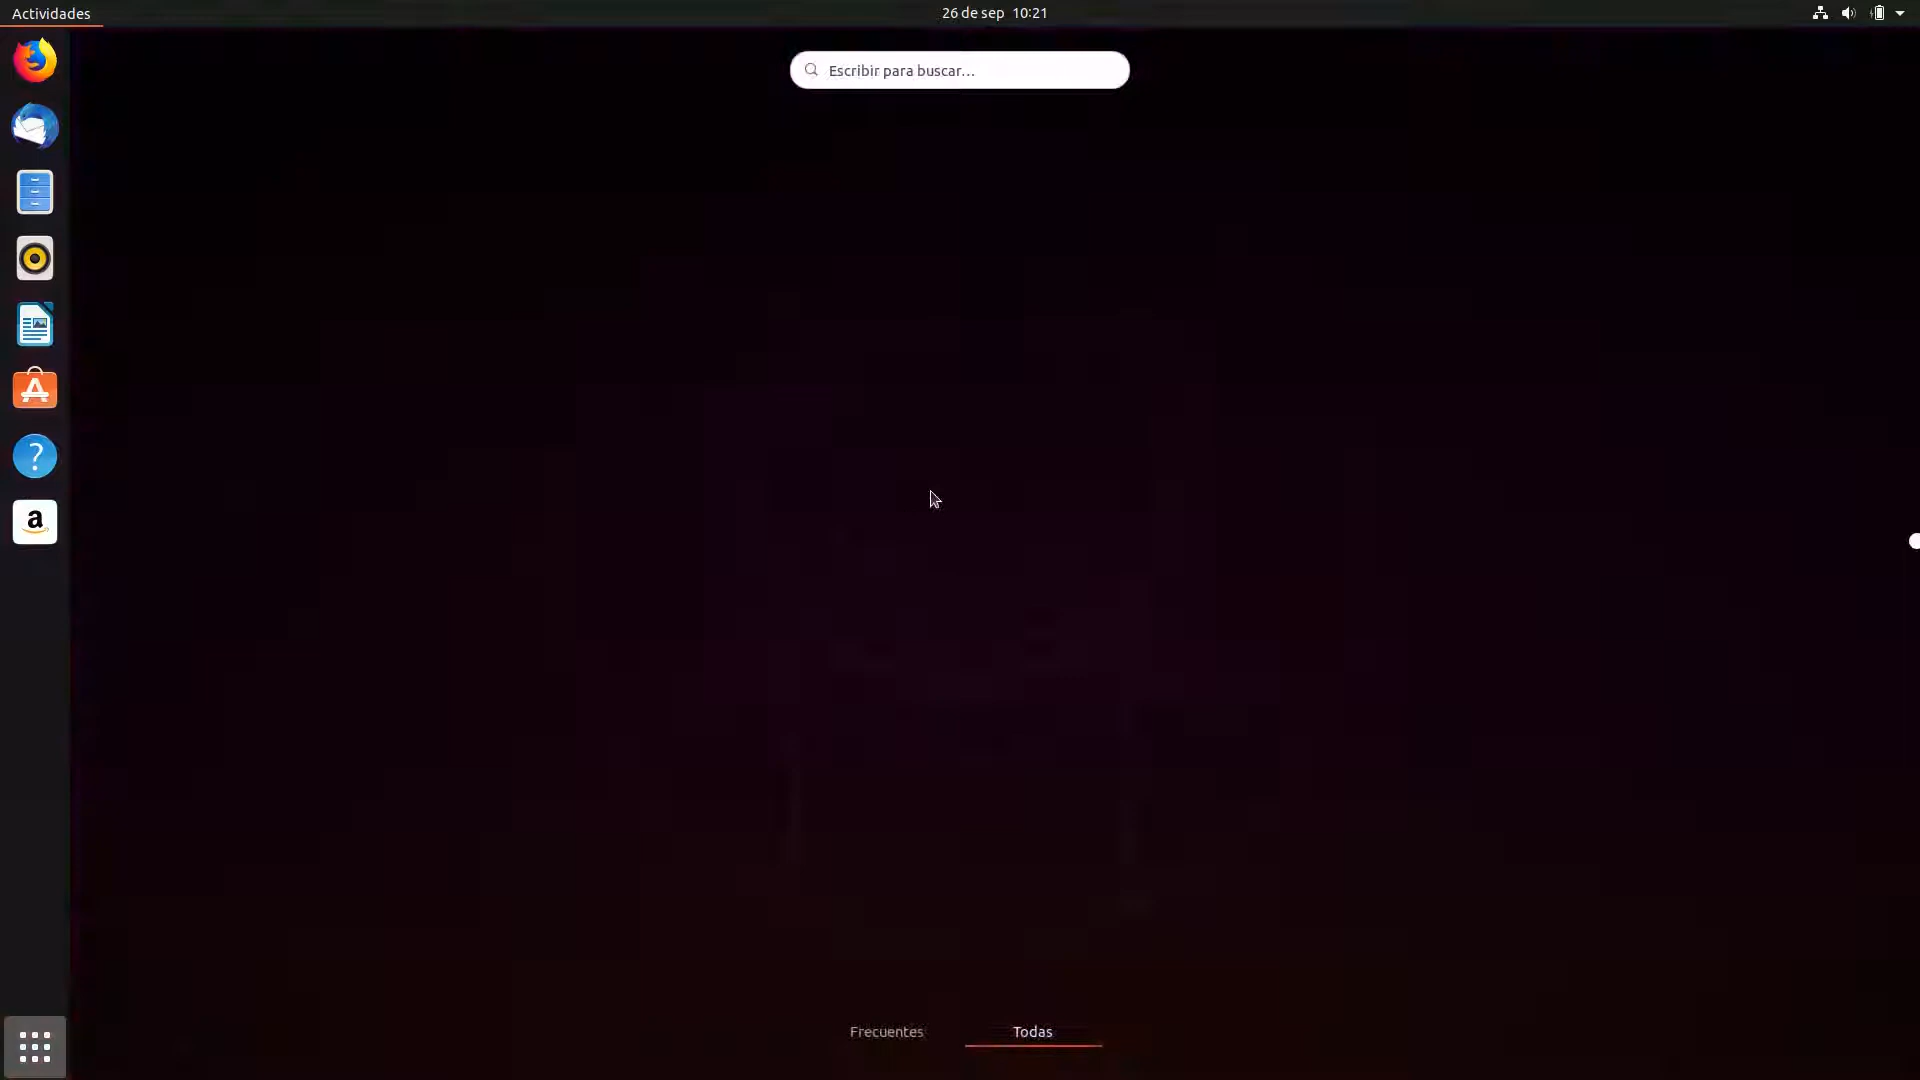 Actividades
26 de sep 10:21
Escribir para buscar...
Frecuentes
Todas